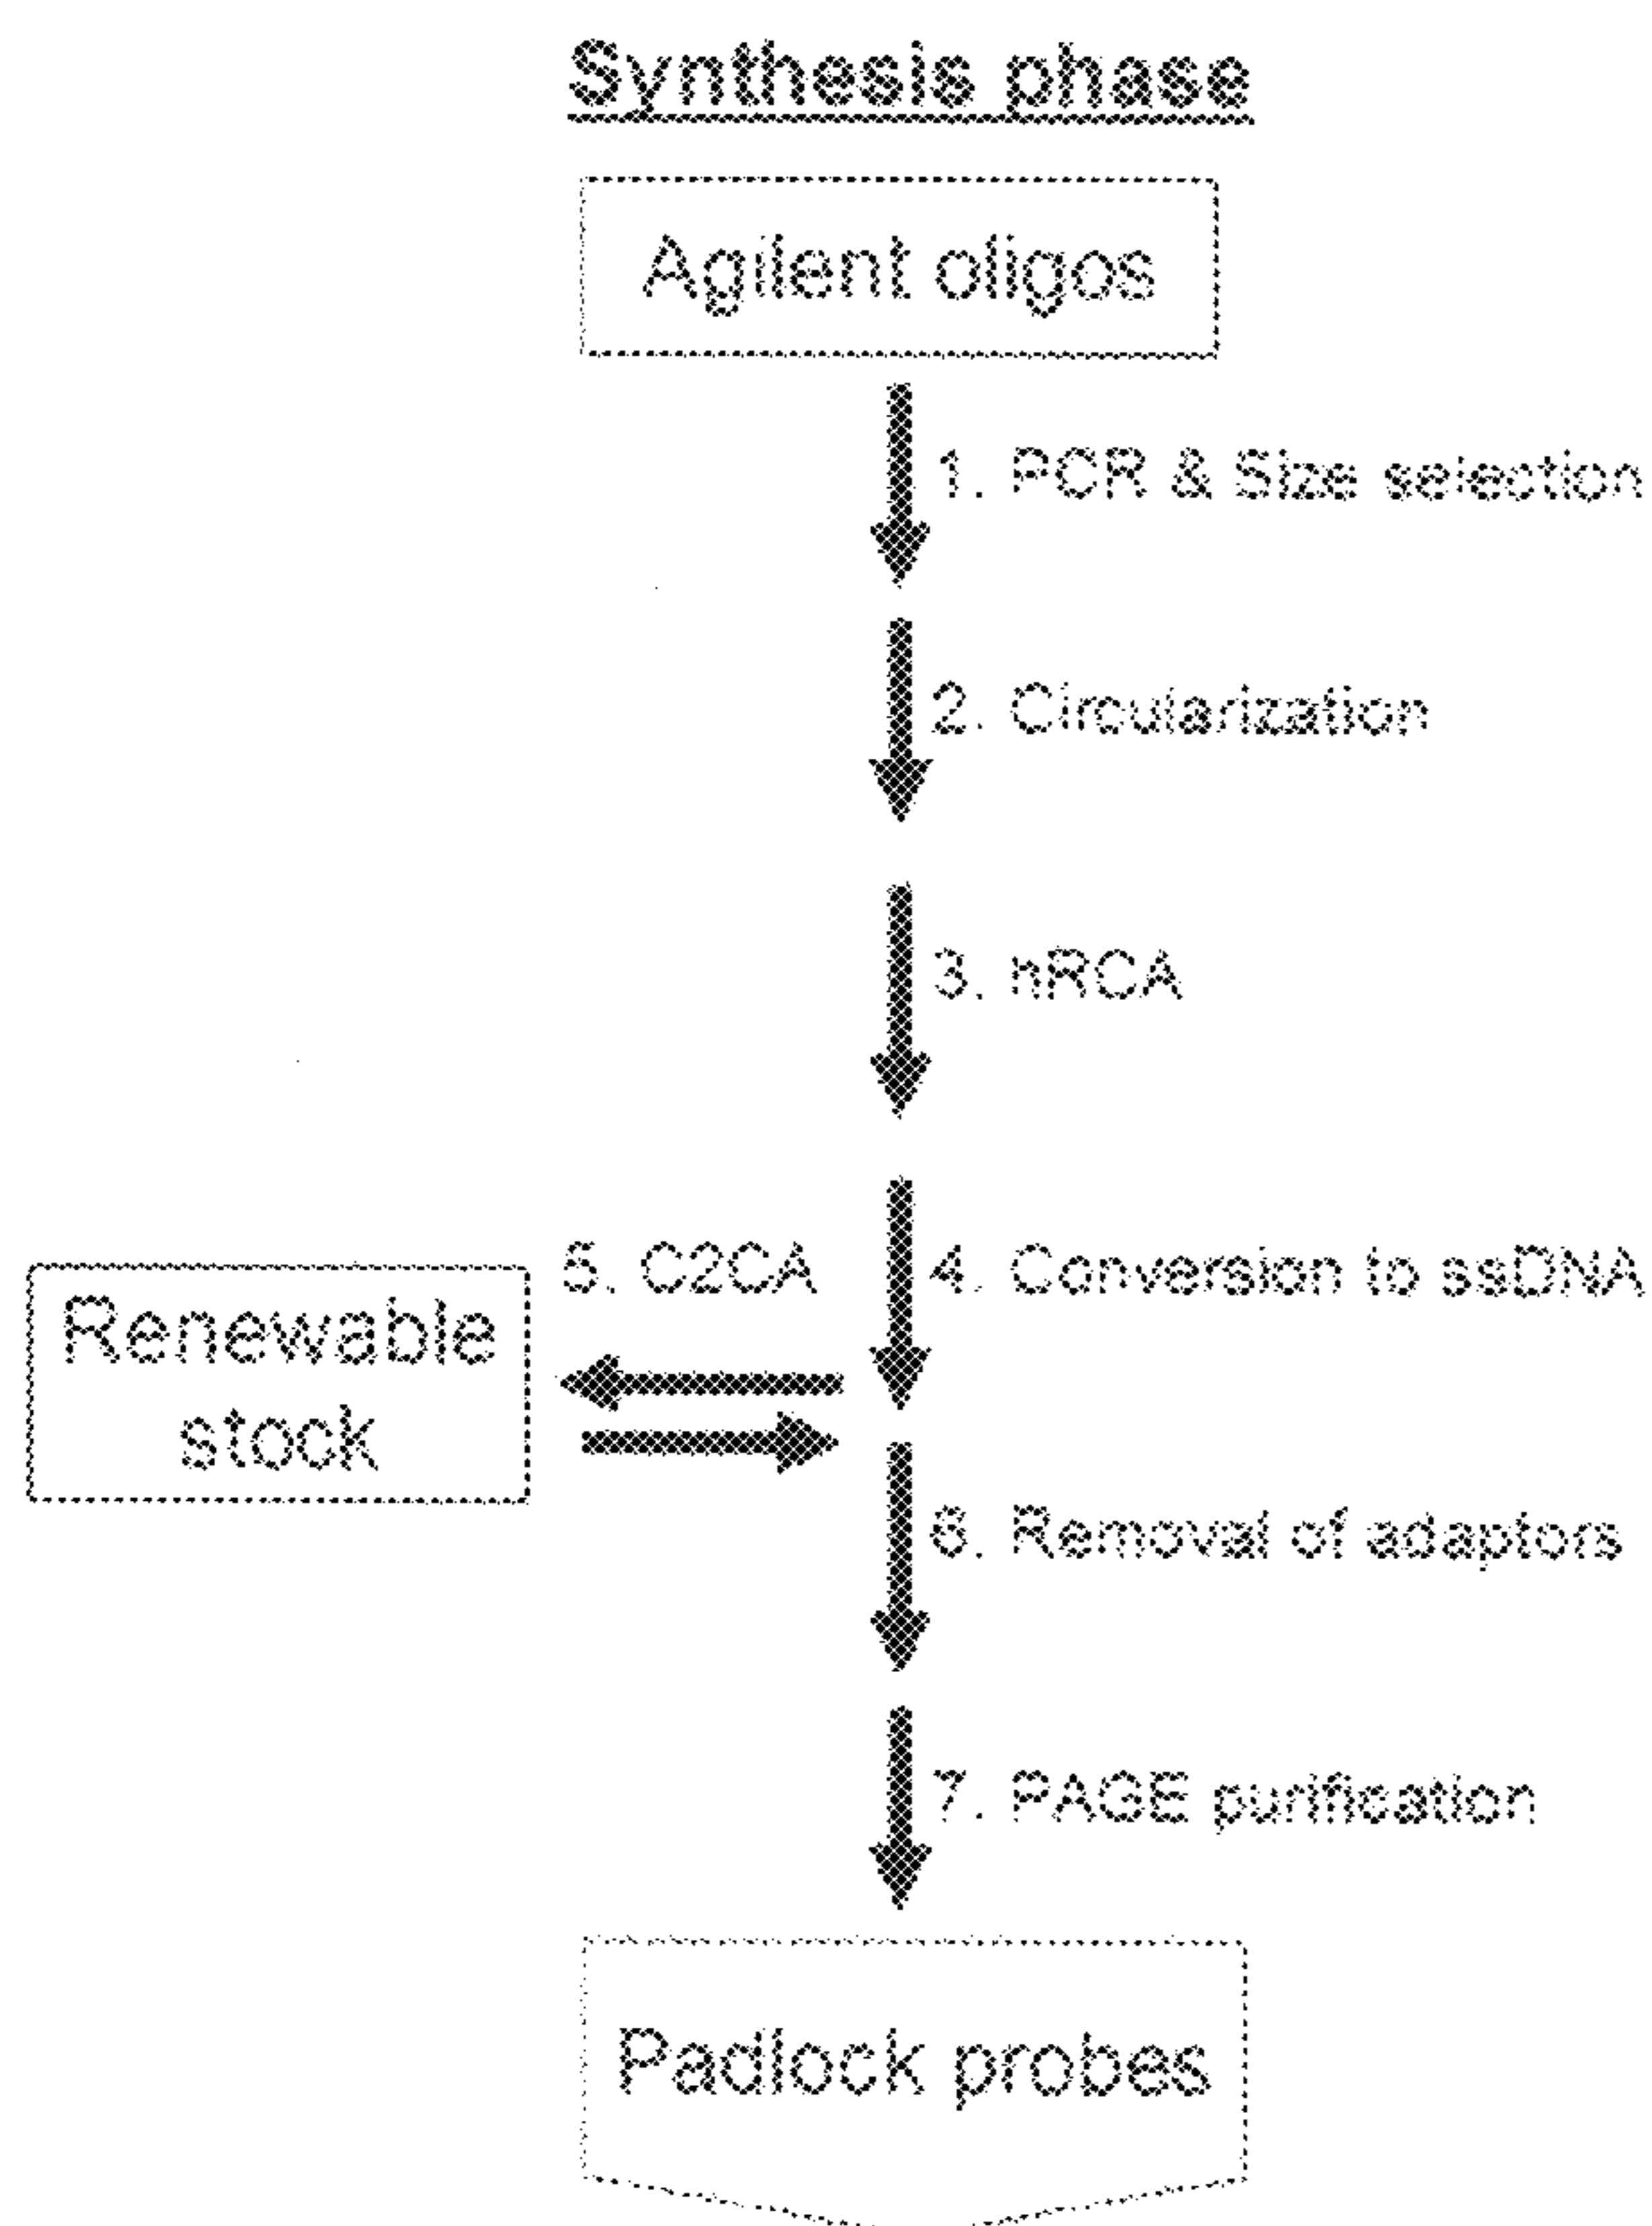 Synthesis phase
Agilent oligos
1. PCR & Size selection
2. Circularization
3. hRCA
5. C2CA
4. Conversion to ssDNA
Renewable
stock
6. Removal of adaptors
7. PAGE purification
Padlock probes